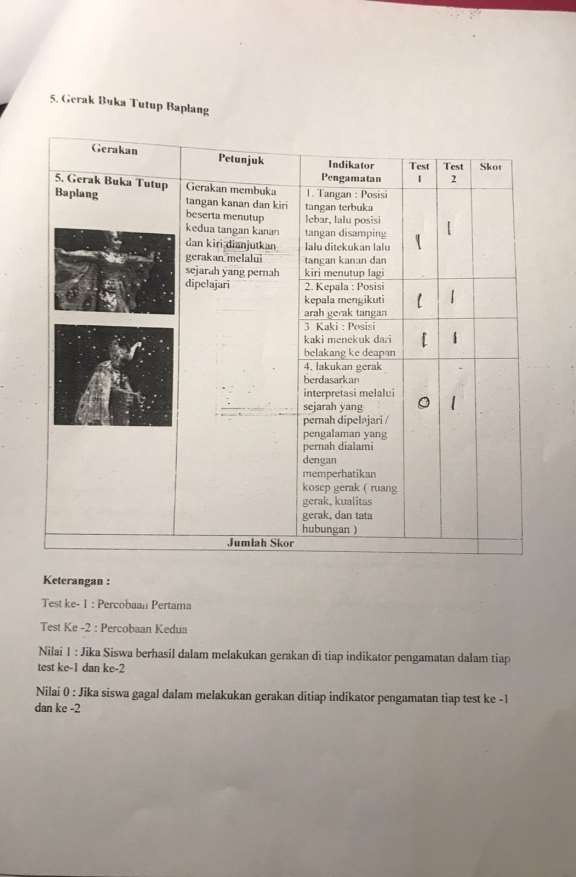 5. Gerak Buka Tutup Baplang
Gerakan
Petunjuk
Indikator
Pengamatan
Test
1
Test
2
Skor
5. Gerak Buka Tutup
Baplang
Gerakan membuka
tangan kanan dan kiri
beserta menutup
kedua tangan kanan
dan kiri dianjutkan
gerakan melalui
sejarah yang pernah
dipelajari
1. Tangan : Posisi
tangan terbuka
lebar, lalu posisi
tangan disamping
lalu ditekukan lalu
tangan kanan dan
kiri menutup lagi
1
1
2. Kepala : Posisi
kepala mengikuti
arah gerak tangan
1
1
3 Kaki : Posisi
kaki menekuk dari
belakang ke deapan
1
1
4. lakukan gerak
berdasarkan
interpretasi melalui
sejarah yang
pernah dipelajari /
pengalaman yang
pernah dialami
dengan
memperhatikan
kosep gerak ( ruang
gerak, kualitas
gerak, dan tata
hubungan )
0
1
Jumlah Skor
Keterangan :
Test ke- 1 : Percobaan Pertama
Test Ke -2 : Percobaan Kedua
Nilai 1 : Jika Siswa berhasil dalam melakukan gerakan di tiap indikator pengamatan dalam tiap
test ke-1 dan ke-2
Nilai 0 : Jika siswa gagal dalam melakukan gerakan ditiap indikator pengamatan tiap test ke -1
dan ke -2